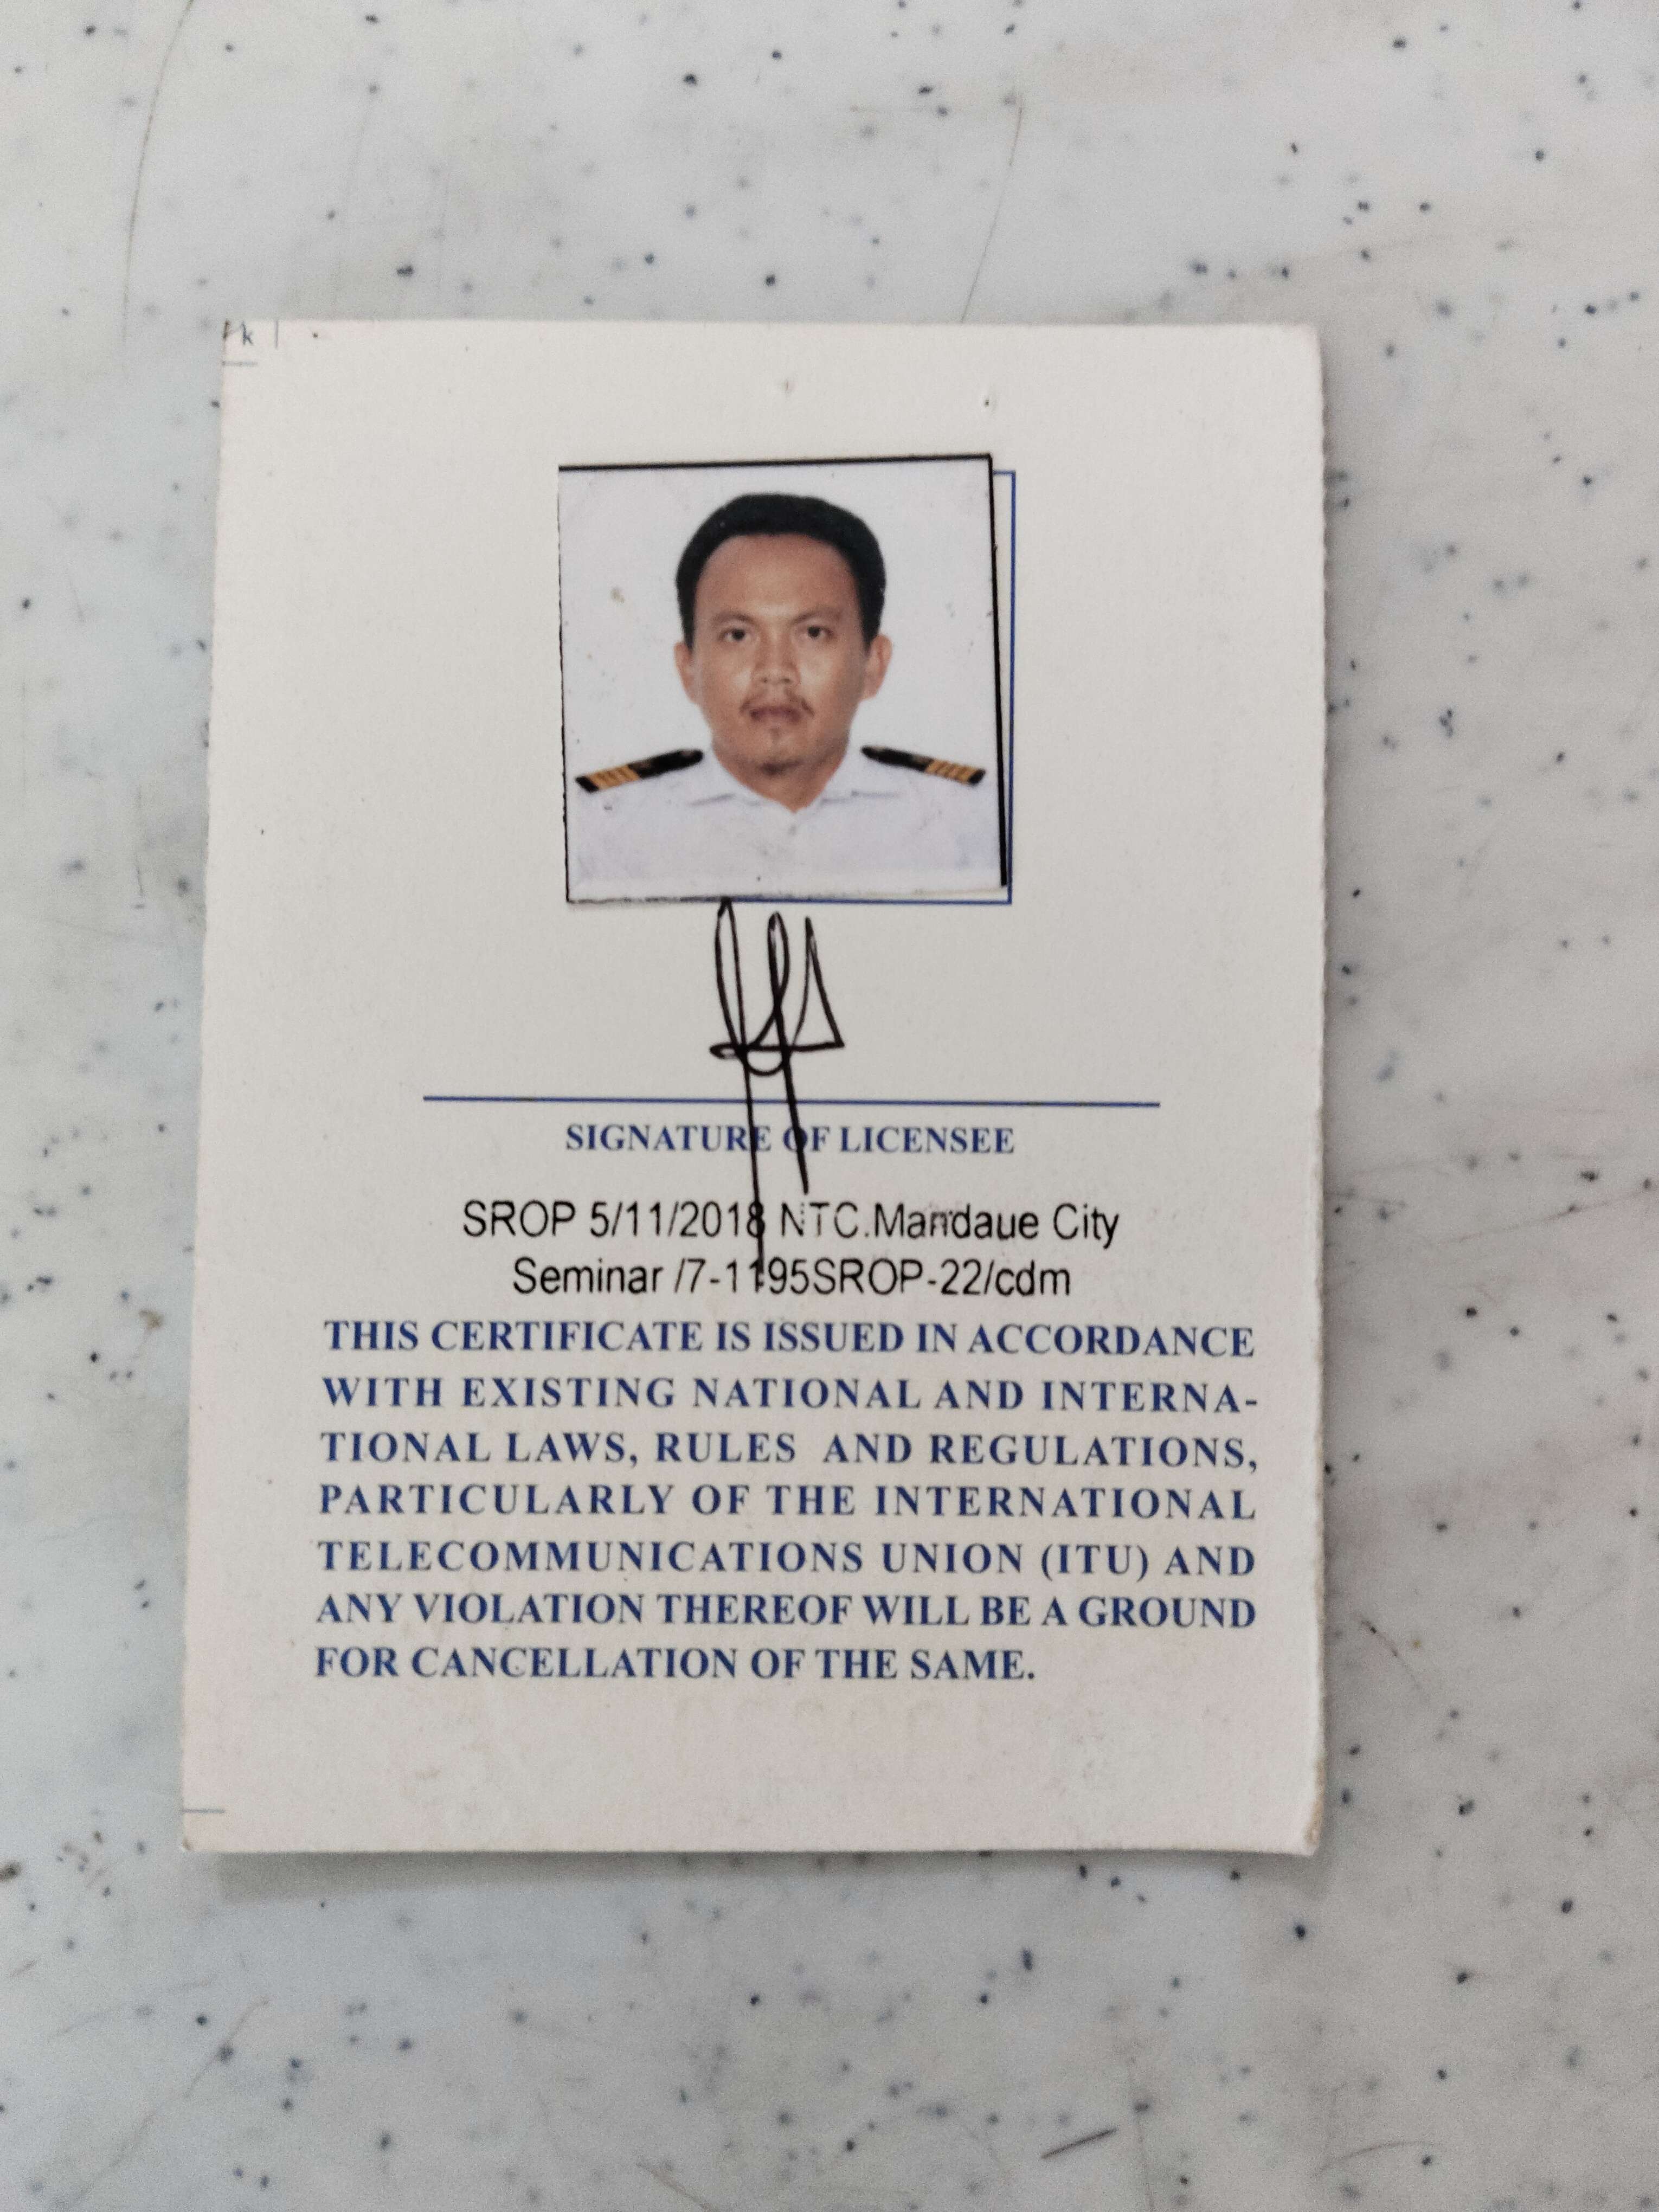 k
SIGNATURE OF LICENSEE
SROP 5/11/2018 NTC.Mandaue City
Seminar /7-1195SROP-22/cdm
THIS CERTIFICATE IS ISSUED IN ACCORDANCE
WITH EXISTING NATIONAL AND INTERNA-
TIONAL LAWS, RULES AND REGULATIONS,
PARTICULARLY OF THE INTERNATIONAL
TELECOMMUNICATIONS UNION (ITU) AND
ANY VIOLATION THEREOF WILL BE A GROUND
FOR CANCELLATION OF THE SAME.